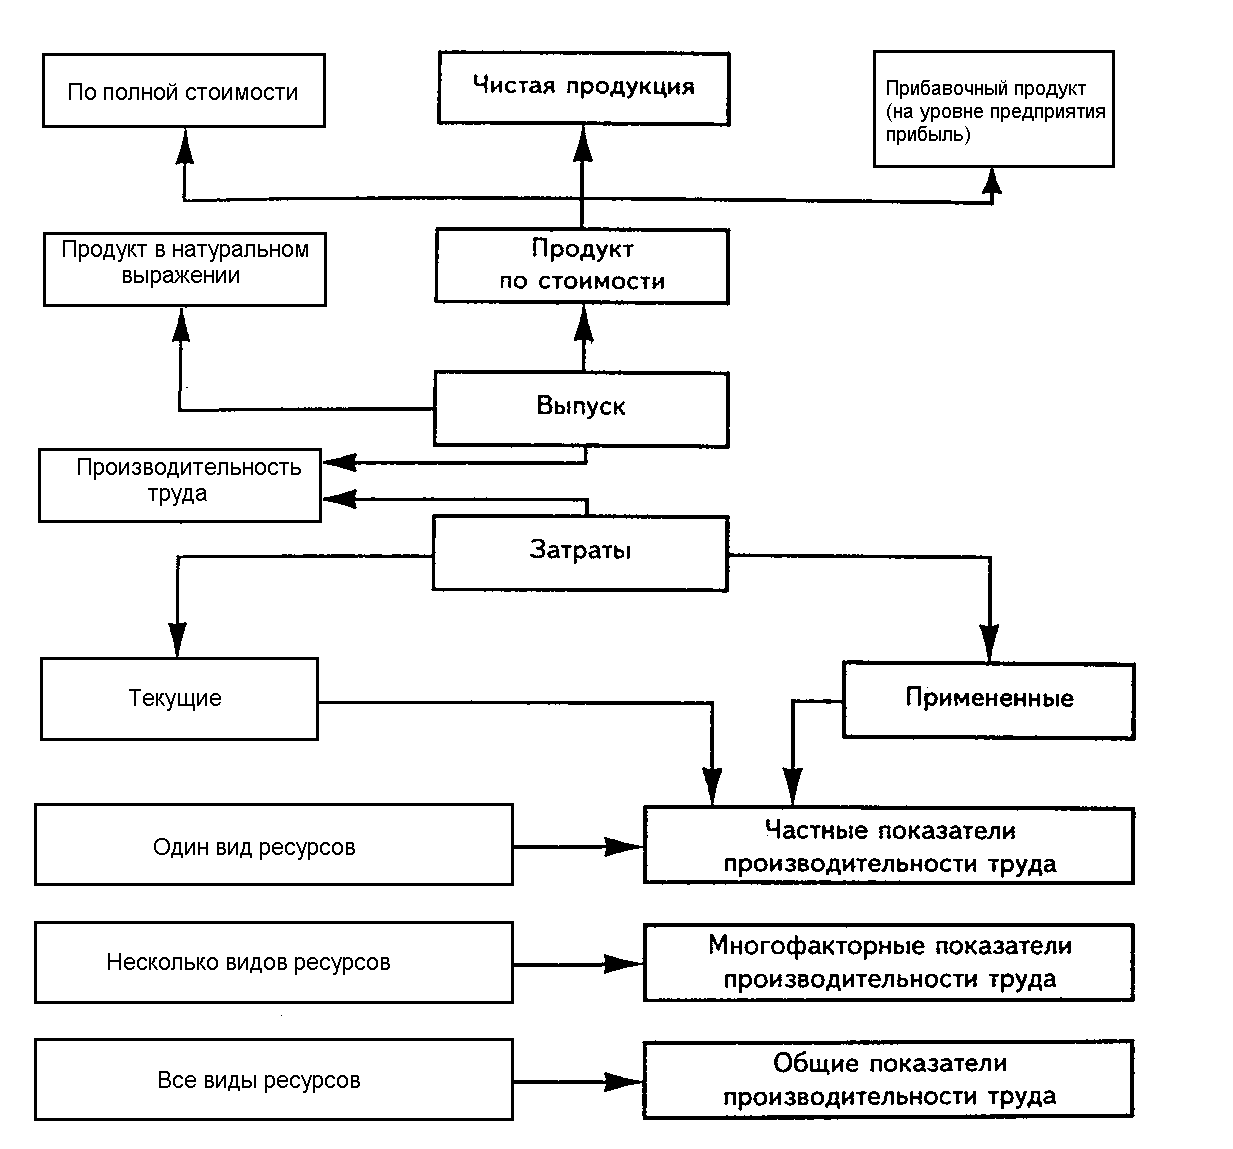 По полной стоимости
Чистая продукция
Прибавочный продукт
(на уровне предприятия
прибыль)
Продукт в натуральном
выражении
Продукт
по стоимости
Выпуск
Производительность
труда
Затраты
Текущие
Примененные
Один вид ресурсов
Частные показатели
производительности труда
Несколько видов ресурсов
Многофакторные показатели
производительности труда
Все виды ресурсов
Общие показатели
производительности труда